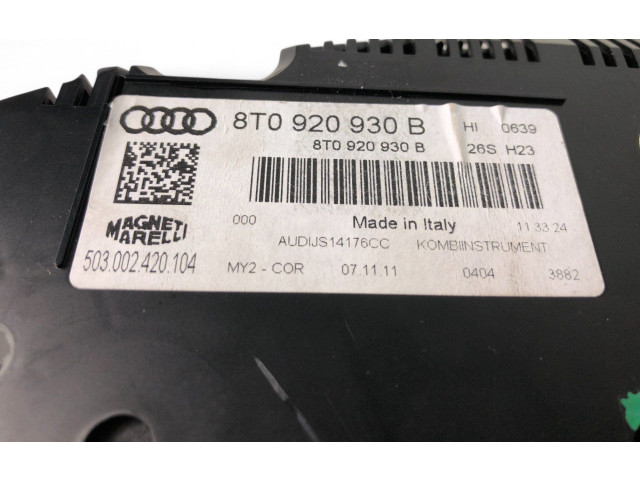 8T0 920 930 B HI 0639
8T0 920 930 B 26S H23
MAGNETI
MARELLI
000 Made in Italy 11 33 24
AUDIJS14176CC KOMBIINSTRUMENT
503.002.420.104
MY2 - COR 07.11.11 0404 3882